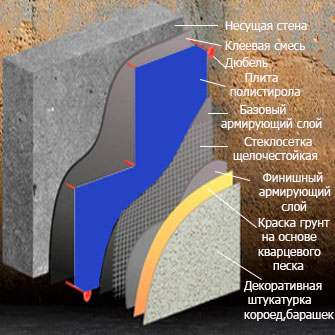 Несущая стена
Клеевая смесь
Дюбель
Плита
полистирола
Базовый
армирующий слой
Стеклосетка
щелочестойкая
Финишный
армирующий
слой
Краска грунт
на основе
кварцевого
песка
Декоративная
штукатурка
короед,барашек